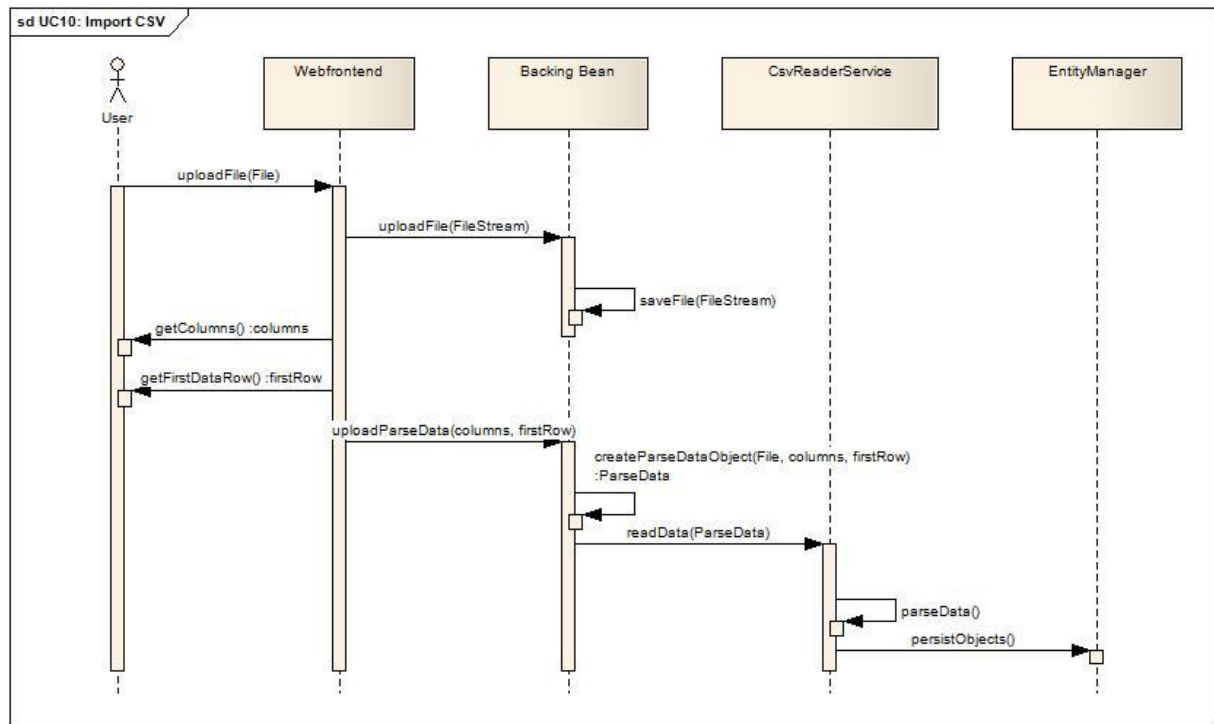 sd UC10: Import CSV
User
Webfrontend
Backing Bean
CsvReaderService
EntityManager
uploadFile(File)
uploadFile(FileStream)
saveFile(FileStream)
getColumns() :columns
getFirstDataRow() :firstRow
uploadParseData(columns, firstRow)
createParseDataObject(File, columns, firstRow)
:ParseData
readData(ParseData)
parseData()
persistObjects()